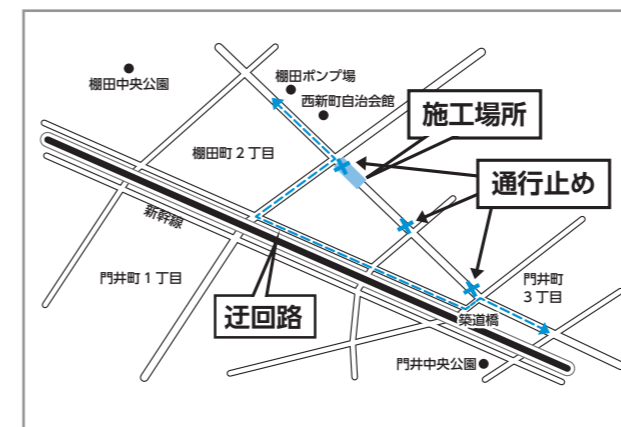 棚田ポンプ場
棚田中央公園
西新町自治会館
施工場所
棚田町2丁目
通行止め
新幹線
門井町1丁目
門井町
3丁目
迂回路
築道橋
門井中央公園